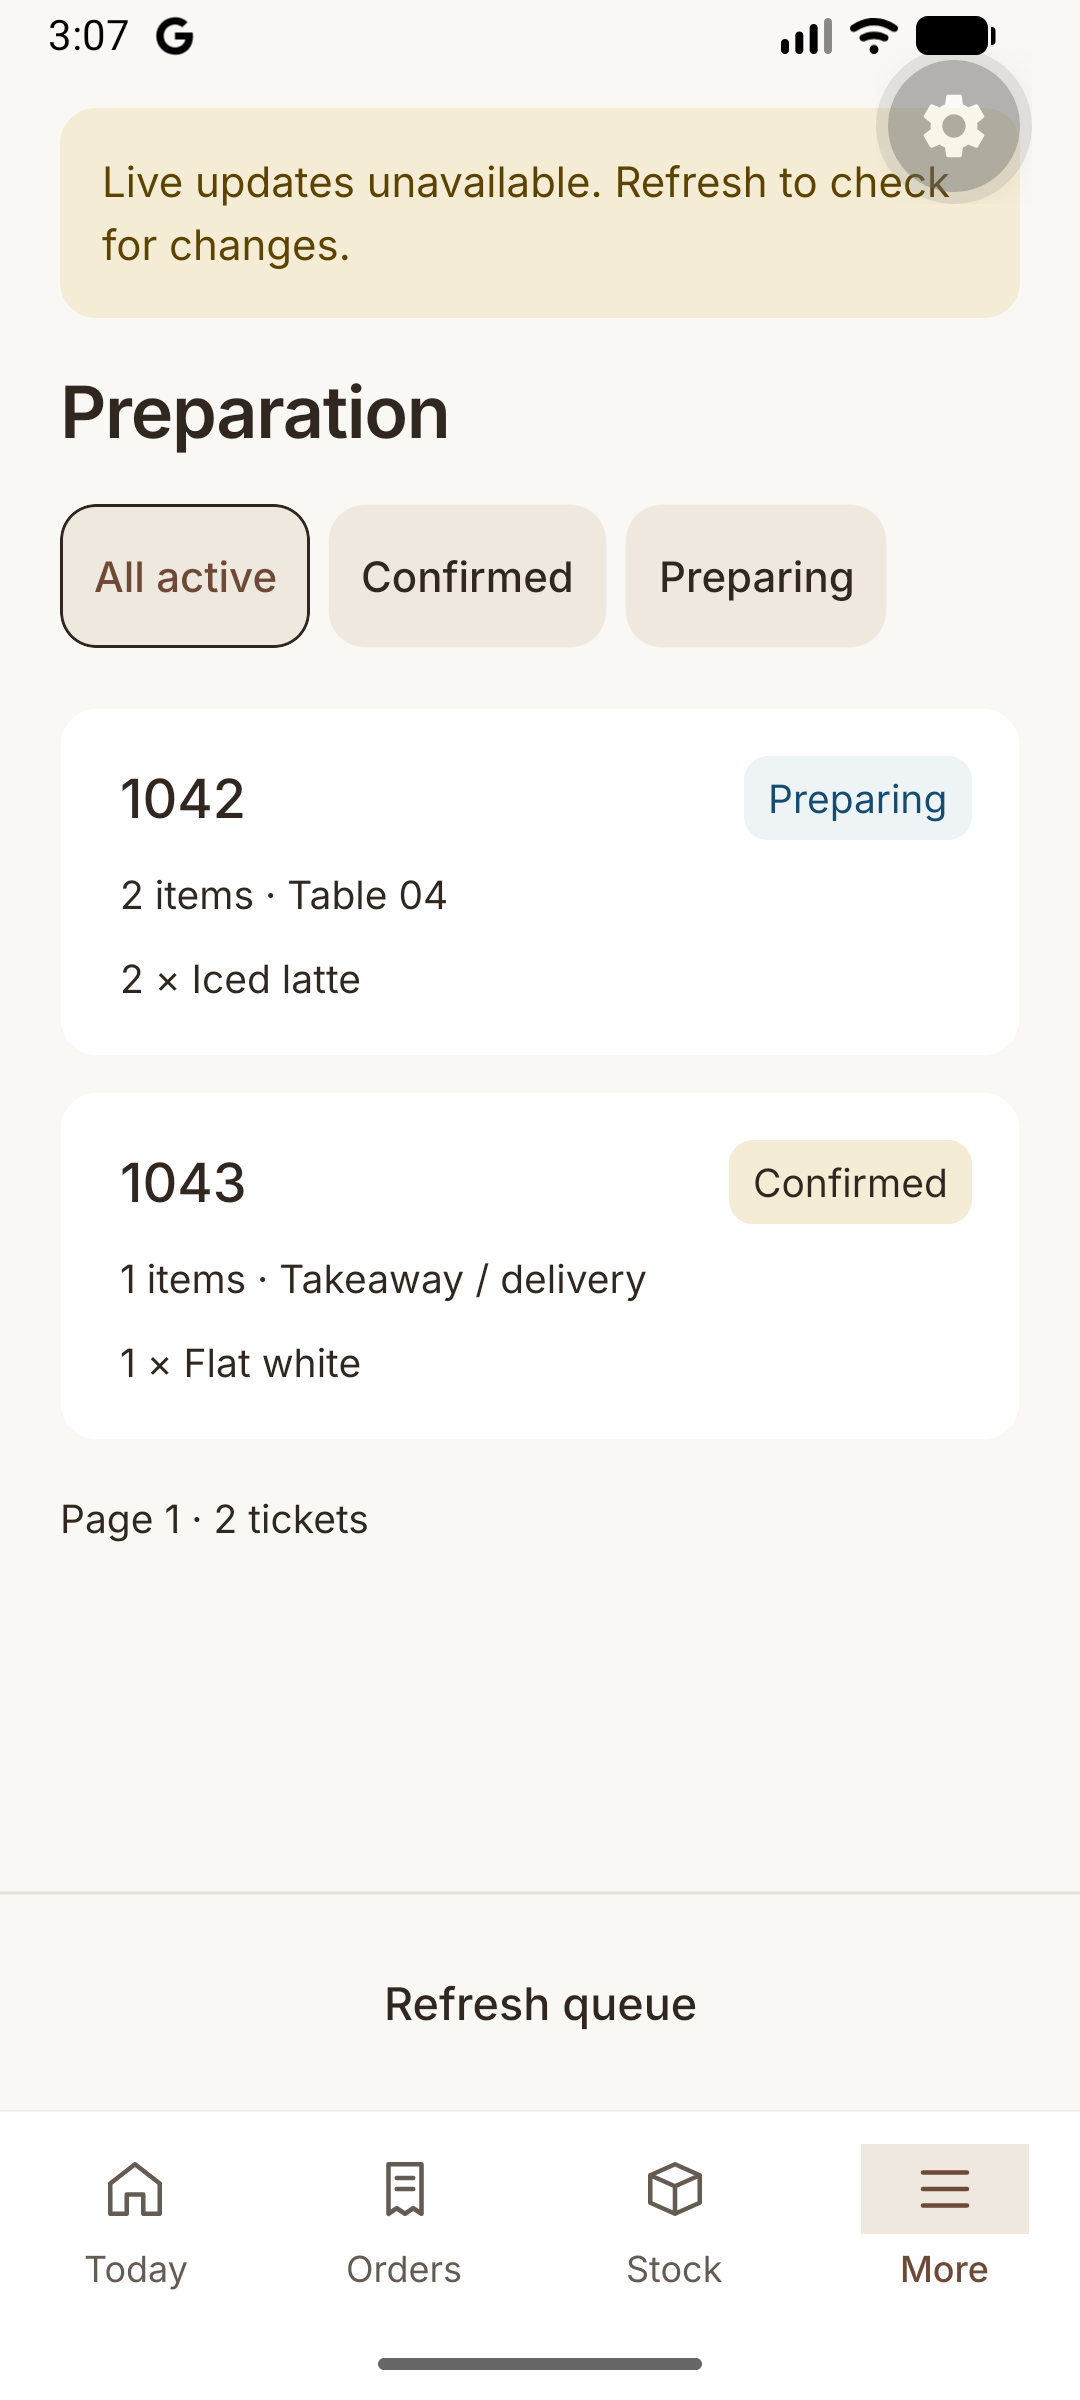 3:07
Live updates unavailable. Refresh to check
for changes.
Preparation
All active
Confirmed
Preparing
1042
Preparing
2 items · Table 04
2 × Iced latte
1043
Confirmed
1 items · Takeaway / delivery
1 × Flat white
Page 1 · 2 tickets
Refresh queue
Today
Orders
Stock
More